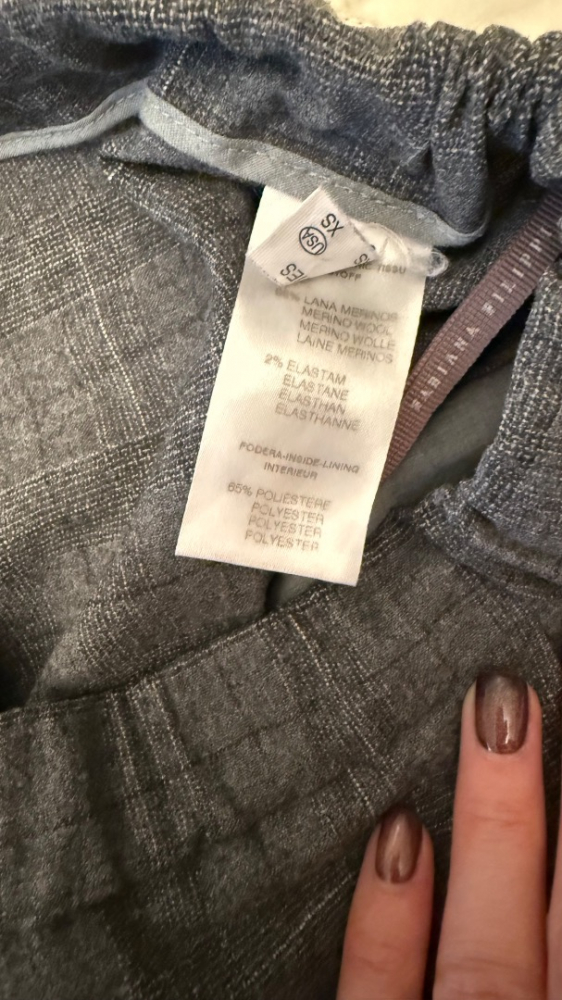 XS
USA
ES
TISSU
LANA MERINOS
MERINO WOOL
MERINO WOLLE
LAINE MERINOS
2% ELASTAM
ELASTANE
ELASTHAN
ELASTHANNE
FODERA-INSIDE-LINING
INTERIEUR
65% POLIESTERE
POLYESTER
POLYESTER
POLYESTER
FABIANA FILIPPI